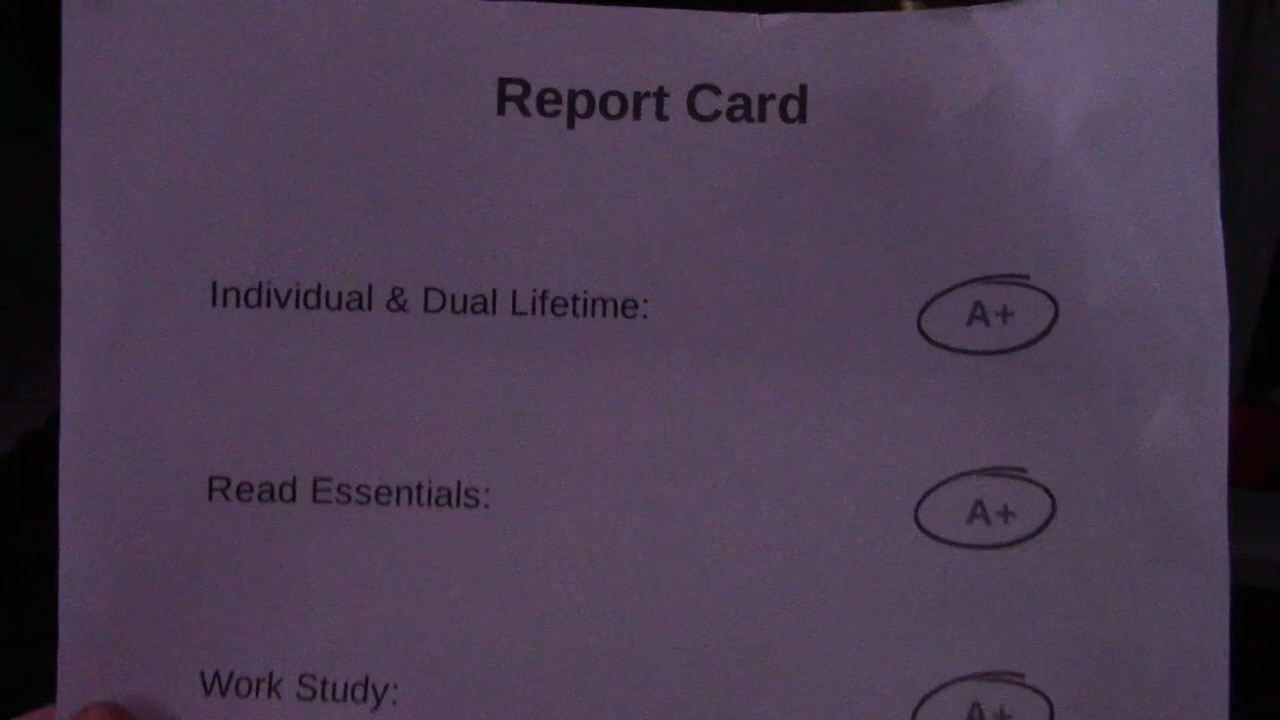 Report Card
Individual & Dual Lifetime: A+
Read Essentials: A+
Work Study: A+